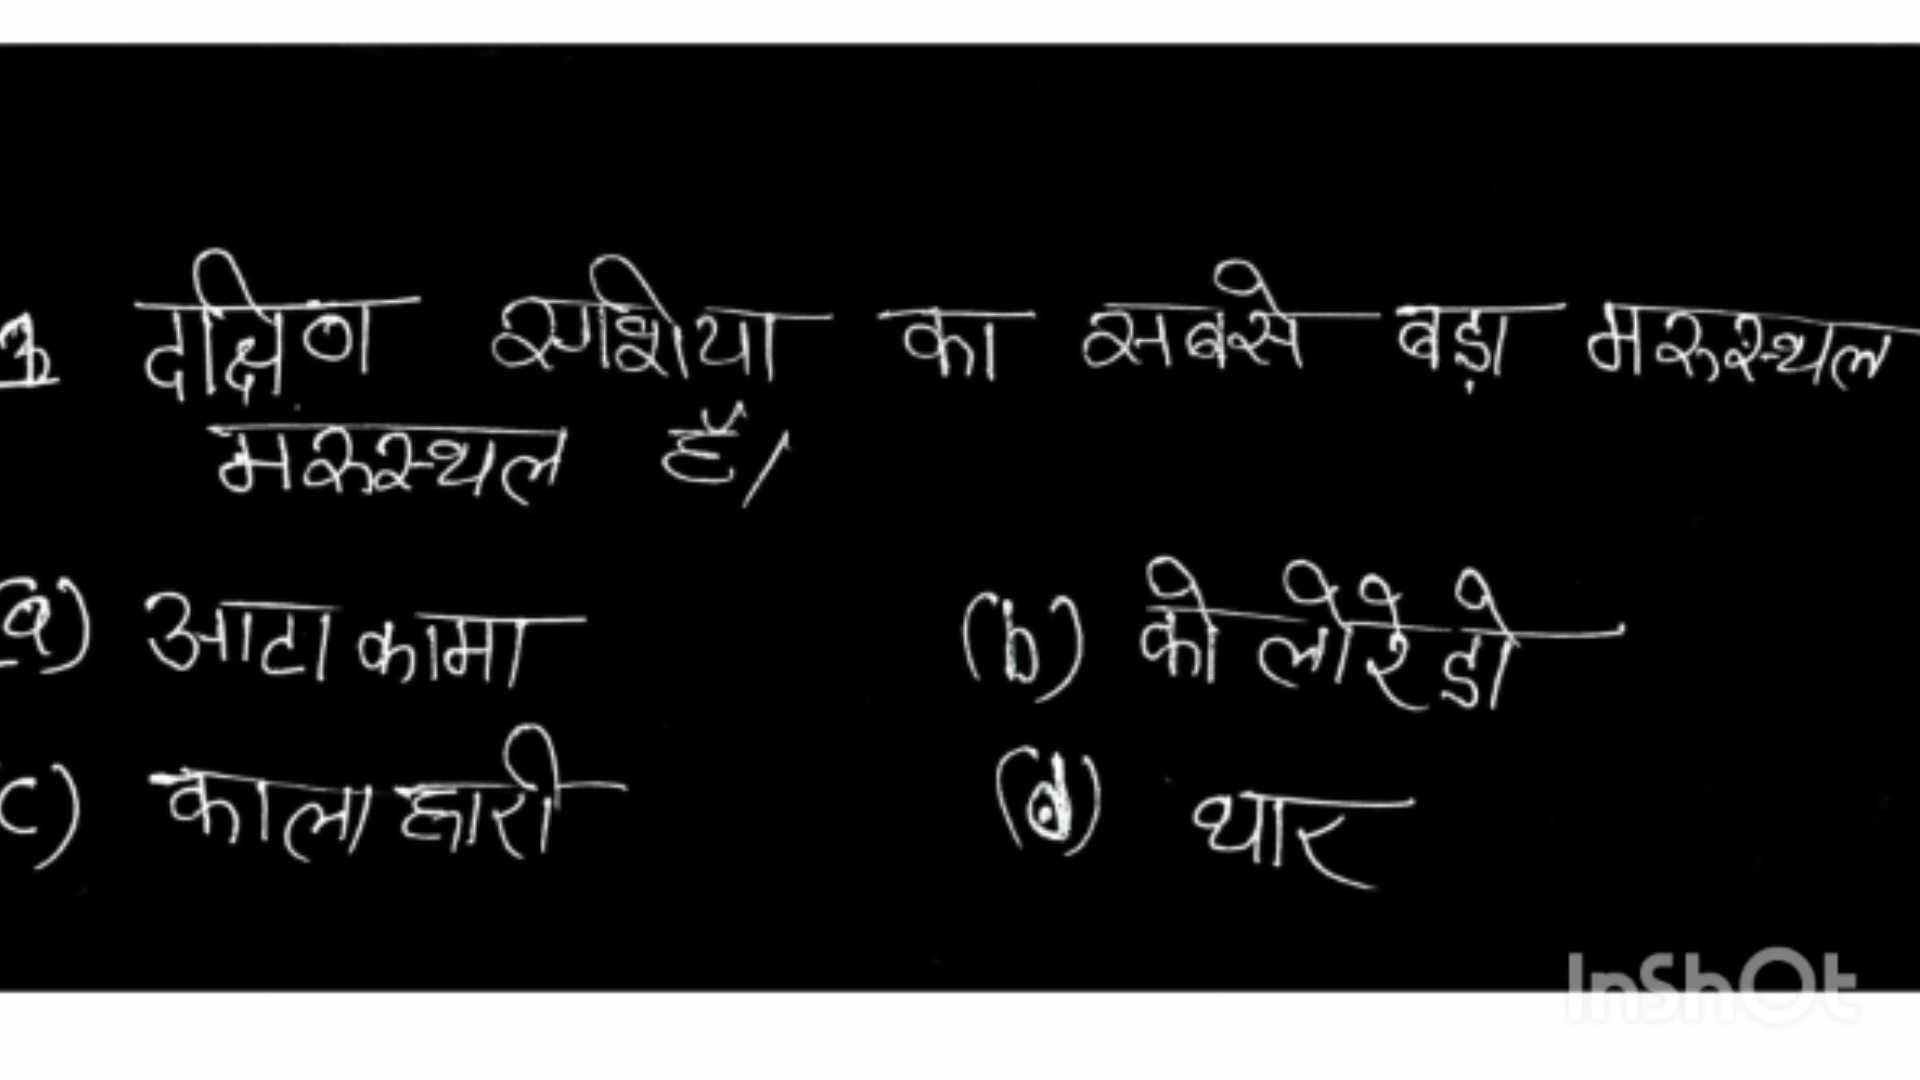 3 दक्षिण एशिया का सबसे बड़ा मरुस्थल
मरुस्थल हैं।
(a) आटाकामा (b) कोलोरेडो
(c) कालाहारी (d) थार
InShOt